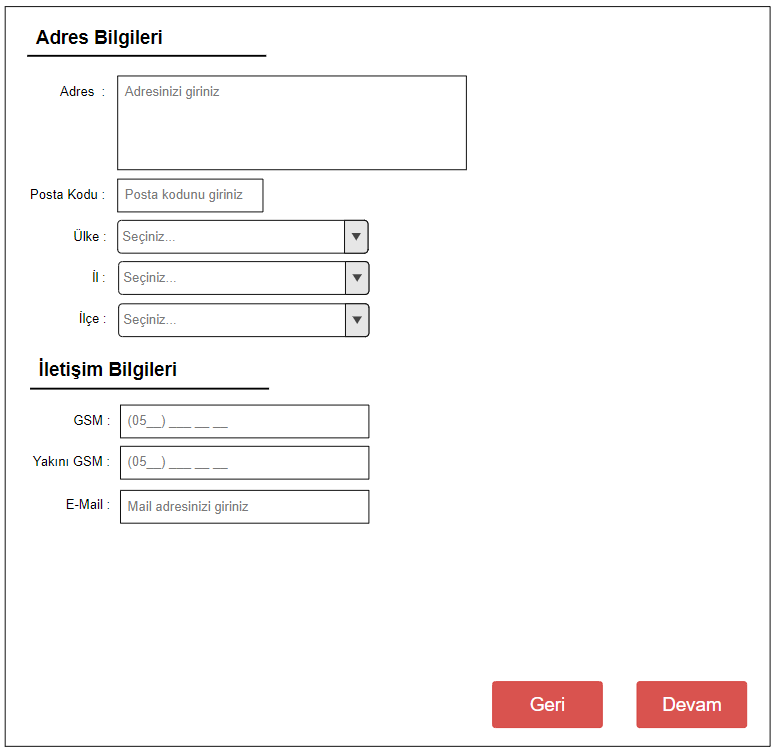 Adres Bilgileri
Adres : Adresinizi giriniz
Posta Kodu : Posta kodunu giriniz
Ülke : Seçiniz...
İl : Seçiniz...
İlçe : Seçiniz...
İletişim Bilgileri
GSM : (05__) ___ __ __
Yakını GSM : (05__) ___ __ __
E-Mail : Mail adresinizi giriniz
Geri Devam